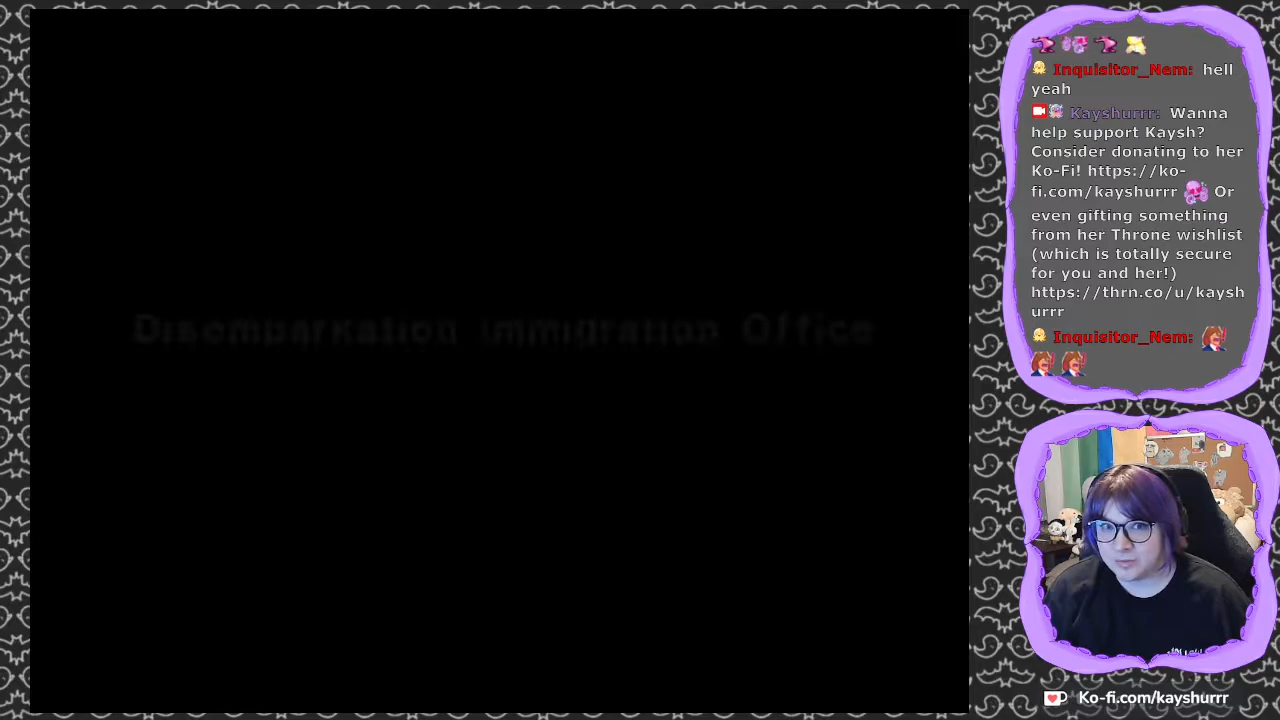 Disembarkation Immigration Office
Inquisitor_Nem: hell
yeah
Kayshurrr: Wanna
help support Kaysh?
Consider donating to her
Ko-Fi! https://ko-
fi.com/kayshurrr Or
even gifting something
from her Throne wishlist
(which is totally secure
for you and her!)
https://thrn.co/u/kaysh
urrr
Inquisitor_Nem:
Ko-fi.com/kayshurrr